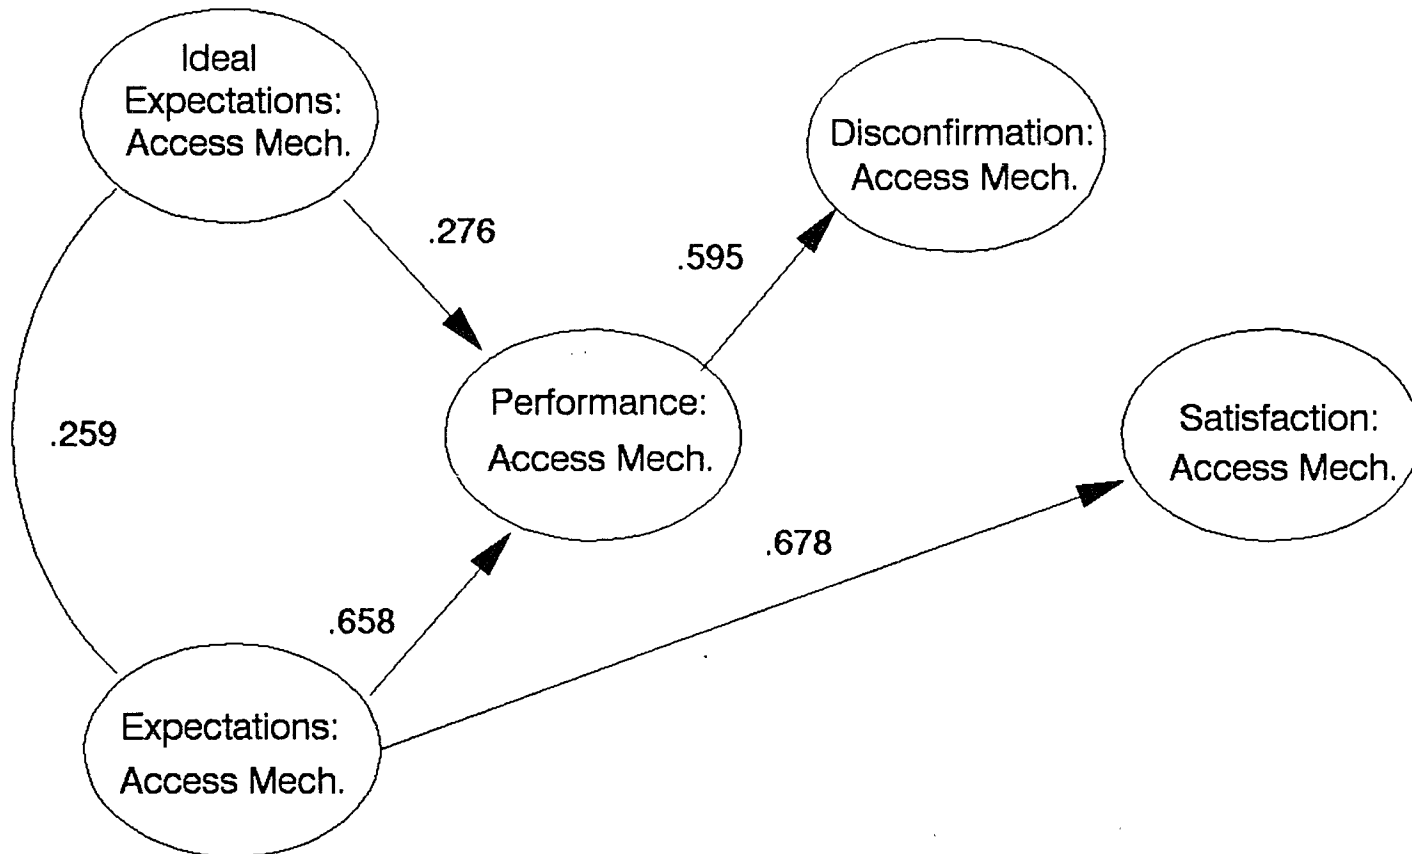 Ideal
Expectations:
Access Mech.
Disconfirmation:
Access Mech.
.276
.595
Performance:
Access Mech.
.259
Satisfaction:
Access Mech.
.678
.658
Expectations:
Access Mech.